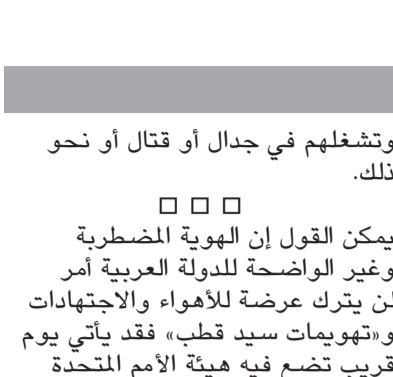 وتشغلهم في جدال أو قتال أو نحو
ذلك.
□ □ □
يمكن القول إن الهوية المضطربة
وغير الواضحة للدولة العربية أمر
لن يترك عرضة للأهواء والاجتهادات
و«تهويمات سيد قطب» فقد يأتي يوم
قريب تضع فيه هيئة الأمم المتحدة